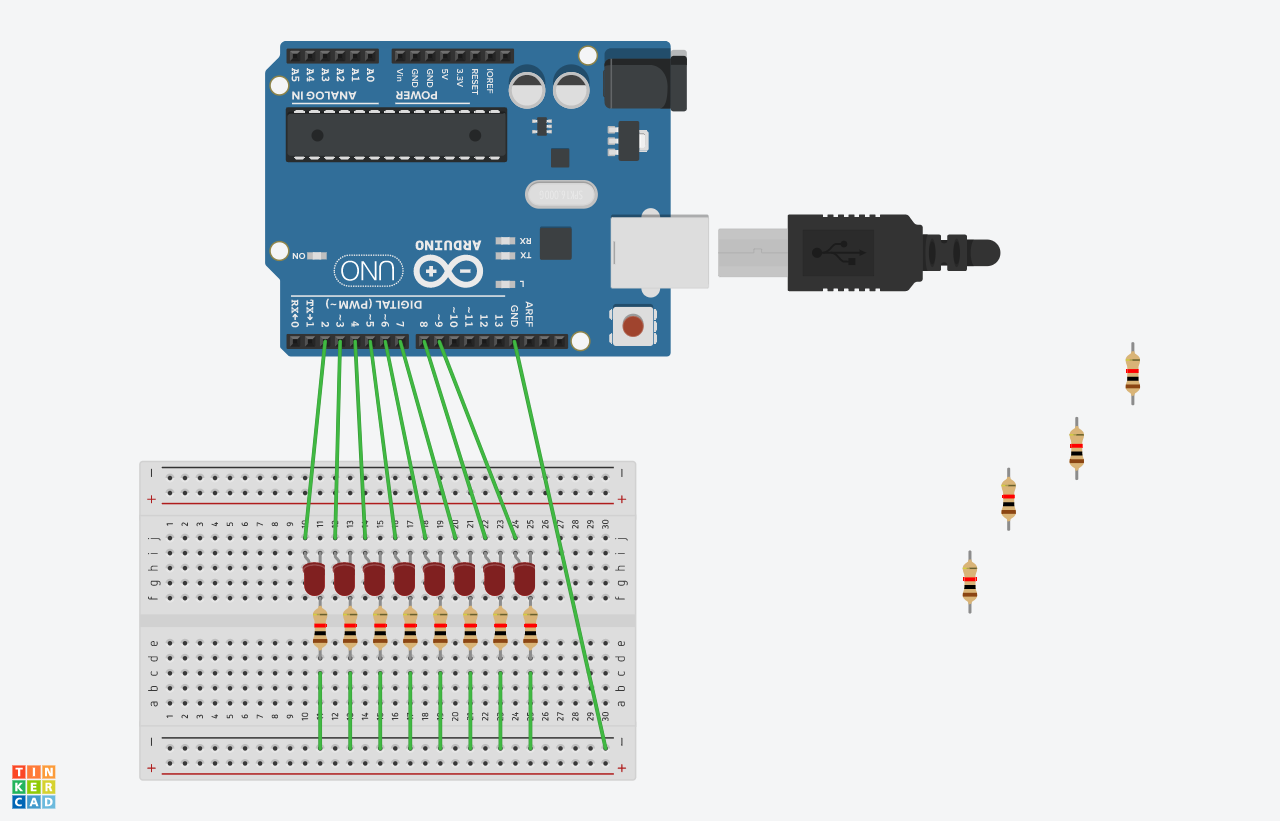 A5 A4 A3 A2 A1 A0 Vin GND GND 5V 3.3V RESET IOREF
ANALOG IN POWER
RX
TX
ON
UNO
ARDUINO
L
DIGITAL (PWM~)
RX←0 TX→1 2 ~3 4 ~5 ~6 7 8 ~9 ~10 ~11 12 13 GND AREF
− −
+ +
1 2 3 4 5 6 7 8 9 10 11 12 13 14 15 16 17 18 19 20 21 22 23 24 25 26 27 28 29 30
j j
i i
h h
g g
f f
e e
d d
c c
b b
a a
1 2 3 4 5 6 7 8 9 10 11 12 13 14 15 16 17 18 19 20 21 22 23 24 25 26 27 28 29 30
− −
+ +
TIN
KER
CAD